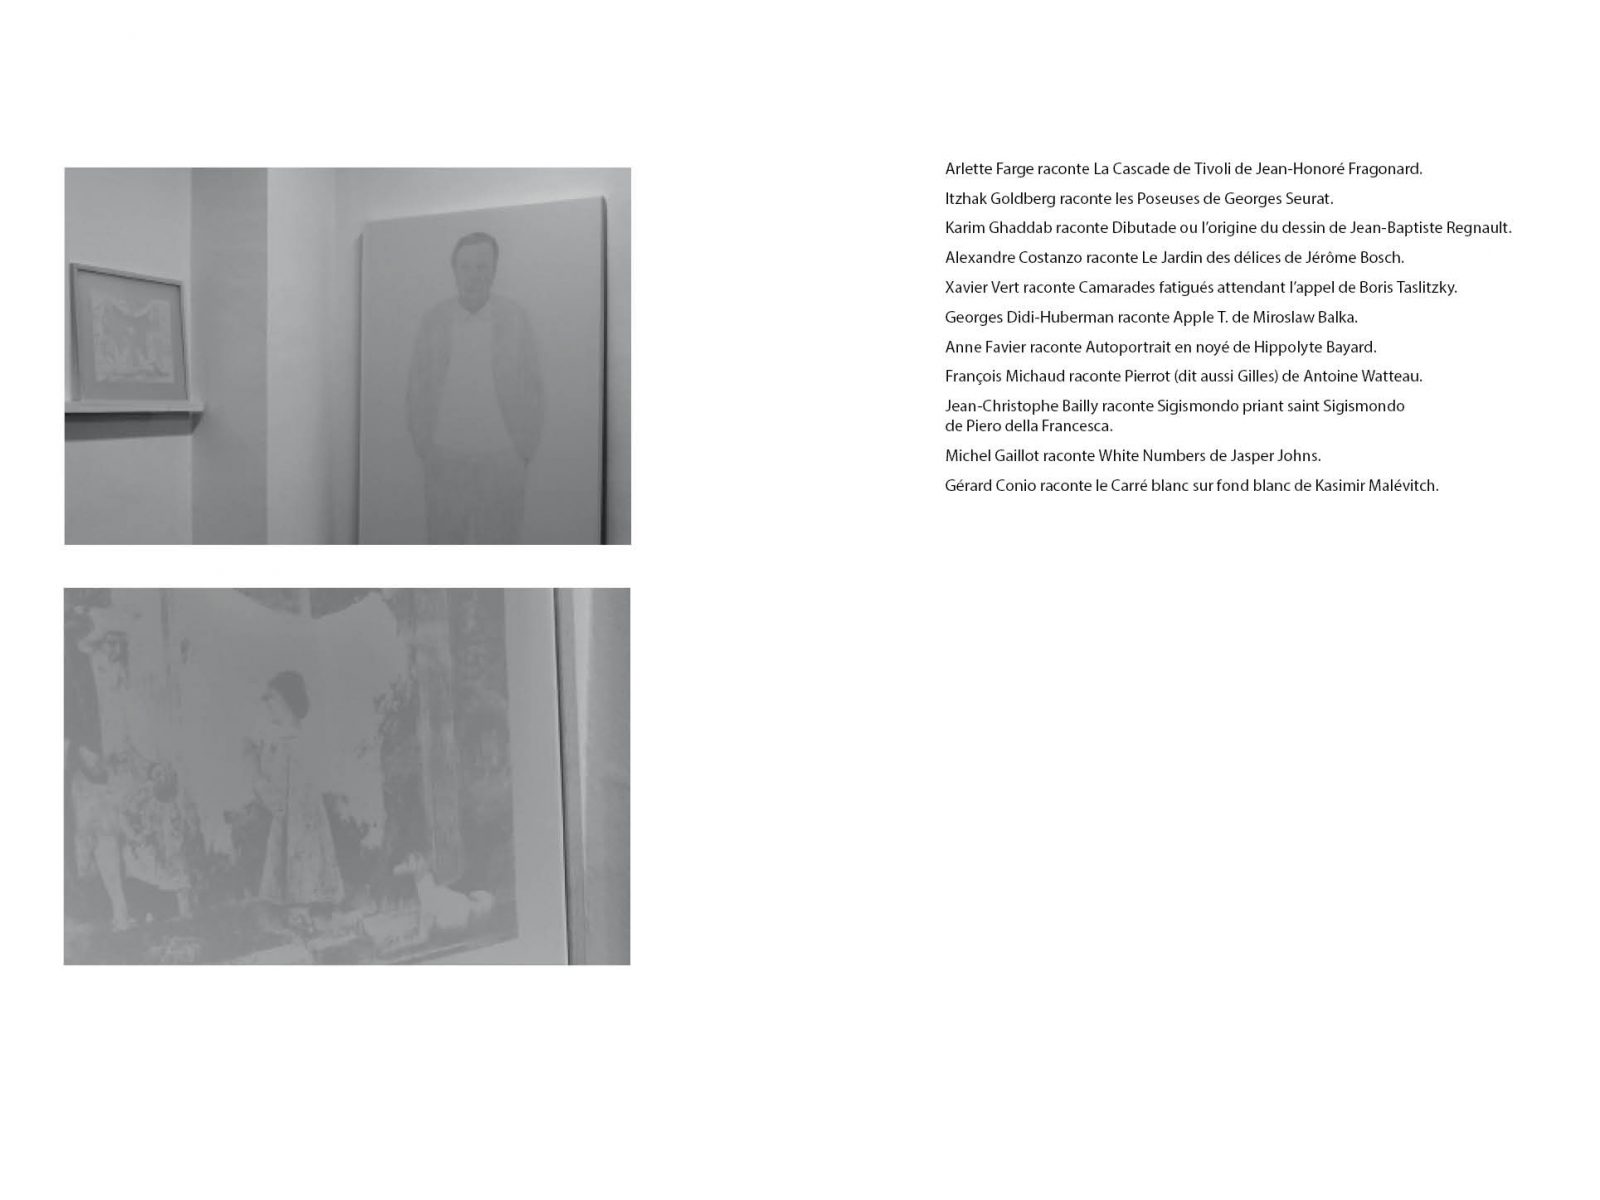 Arlette Farge raconte La Cascade de Tivoli de Jean-Honoré Fragonard.
Itzhak Goldberg raconte les Poseuses de Georges Seurat.
Karim Ghaddab raconte Dibutade ou l’origine du dessin de Jean-Baptiste Regnault.
Alexandre Costanzo raconte Le Jardin des délices de Jérôme Bosch.
Xavier Vert raconte Camarades fatigués attendant l’appel de Boris Taslitzky.
Georges Didi-Huberman raconte Apple T. de Miroslaw Balka.
Anne Favier raconte Autoportrait en noyé de Hippolyte Bayard.
François Michaud raconte Pierrot (dit aussi Gilles) de Antoine Watteau.
Jean-Christophe Bailly raconte Sigismondo priant saint Sigismondo
de Piero della Francesca.
Michel Gaillot raconte White Numbers de Jasper Johns.
Gérard Conio raconte le Carré blanc sur fond blanc de Kasimir Malévitch.